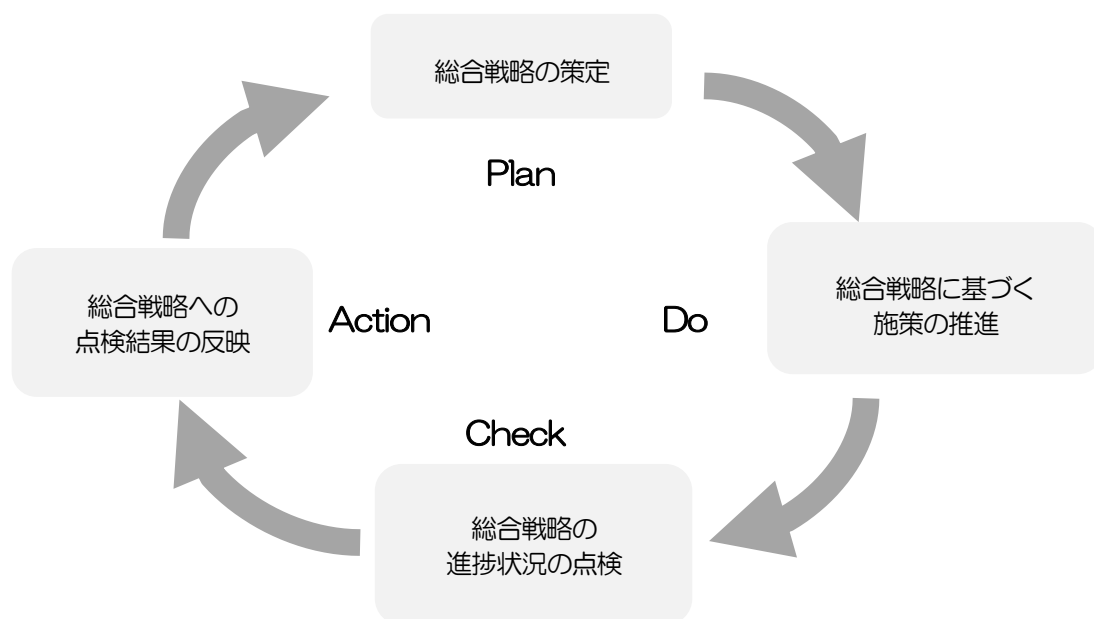 総合戦略の策定
Plan
総合戦略に基づく
施策の推進
Do
Check
総合戦略の
進捗状況の点検
総合戦略への
点検結果の反映
Action